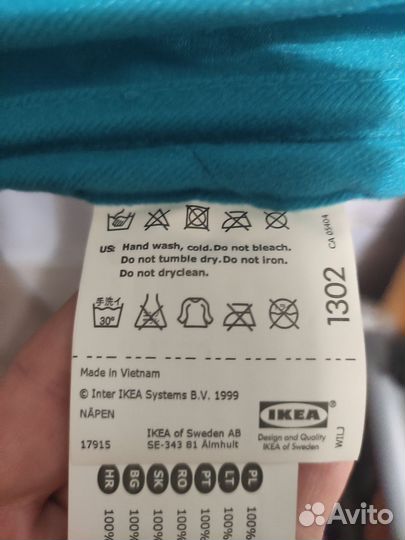 US: Hand wash, cold. Do not bleach.
Do not tumble dry. Do not iron.
Do not dryclean.
手洗イ
30°
CA 05404
1302
Made in Vietnam
© Inter IKEA Systems B.V. 1999
NÄPEN
17915
IKEA of Sweden AB
SE-343 81 Älmhult
IKEA
Design and Quality
IKEA of Sweden
WILJ
HR 100%
BG 100%
SK 100%
RO 100%
PT 100%
LT 100%
PL 100%
Avito